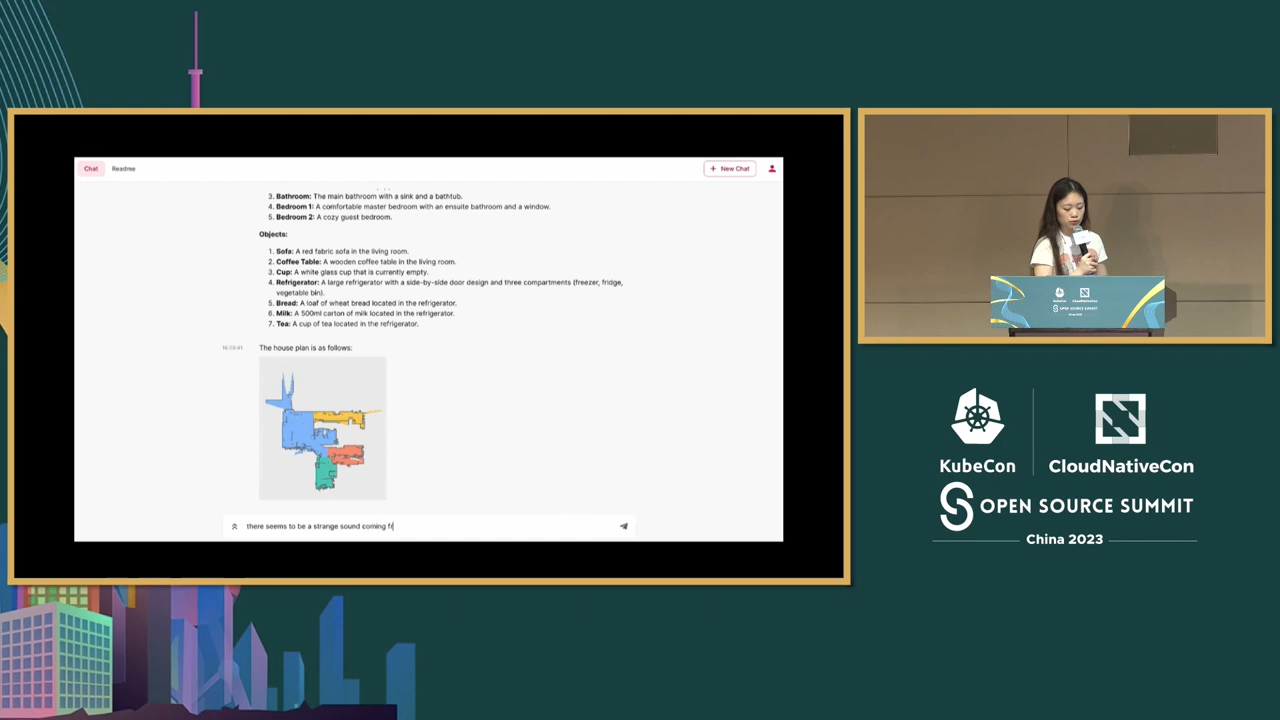 Chat
Readme
+ New Chat
3. Bathroom: The main bathroom with a sink and a bathtub.
4. Bedroom 1: A comfortable master bedroom with an ensuite bathroom and a window.
5. Bedroom 2: A cozy guest bedroom.
Objects:
1. Sofa: A red fabric sofa in the living room.
2. Coffee Table: A wooden coffee table in the living room.
3. Cup: A white glass cup that is currently empty.
4. Refrigerator: A large refrigerator with a side-by-side door design and three compartments (freezer, fridge,
vegetable bin).
5. Bread: A loaf of wheat bread located in the refrigerator.
6. Milk: A 500ml carton of milk located in the refrigerator.
7. Tea: A cup of tea located in the refrigerator.
The house plan is as follows:
there seems to be a strange sound coming fr
KubeCon
CloudNativeCon
OPEN SOURCE SUMMIT
KubeCon
CloudNativeCon
OPEN SOURCE SUMMIT
China 2023